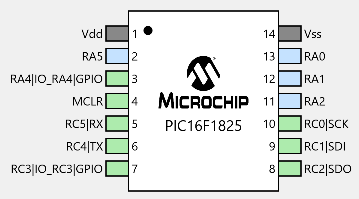 Vdd 1 14 Vss
RA5 2 13 RA0
RA4|IO_RA4|GPIO 3 12 RA1
MCLR 4 11 RA2
MICROCHIP
RC5|RX 5 10 RC0|SCK
PIC16F1825
RC4|TX 6 9 RC1|SDI
RC3|IO_RC3|GPIO 7 8 RC2|SDO